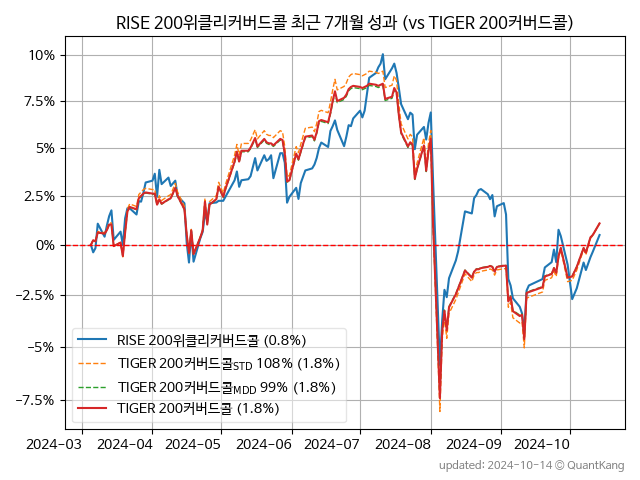 RISE 200위클리커버드콜 최근 7개월 성과 (vs TIGER 200커버드콜)
10%
7.5%
5%
2.5%
0%
−2.5%
−5%
−7.5%
RISE 200위클리커버드콜 (0.8%)
TIGER 200커버드콜STD 108% (1.8%)
TIGER 200커버드콜MDD 99% (1.8%)
TIGER 200커버드콜 (1.8%)
2024-03 2024-04 2024-05 2024-06 2024-07 2024-08 2024-09 2024-10
updated: 2024-10-14 © QuantKang